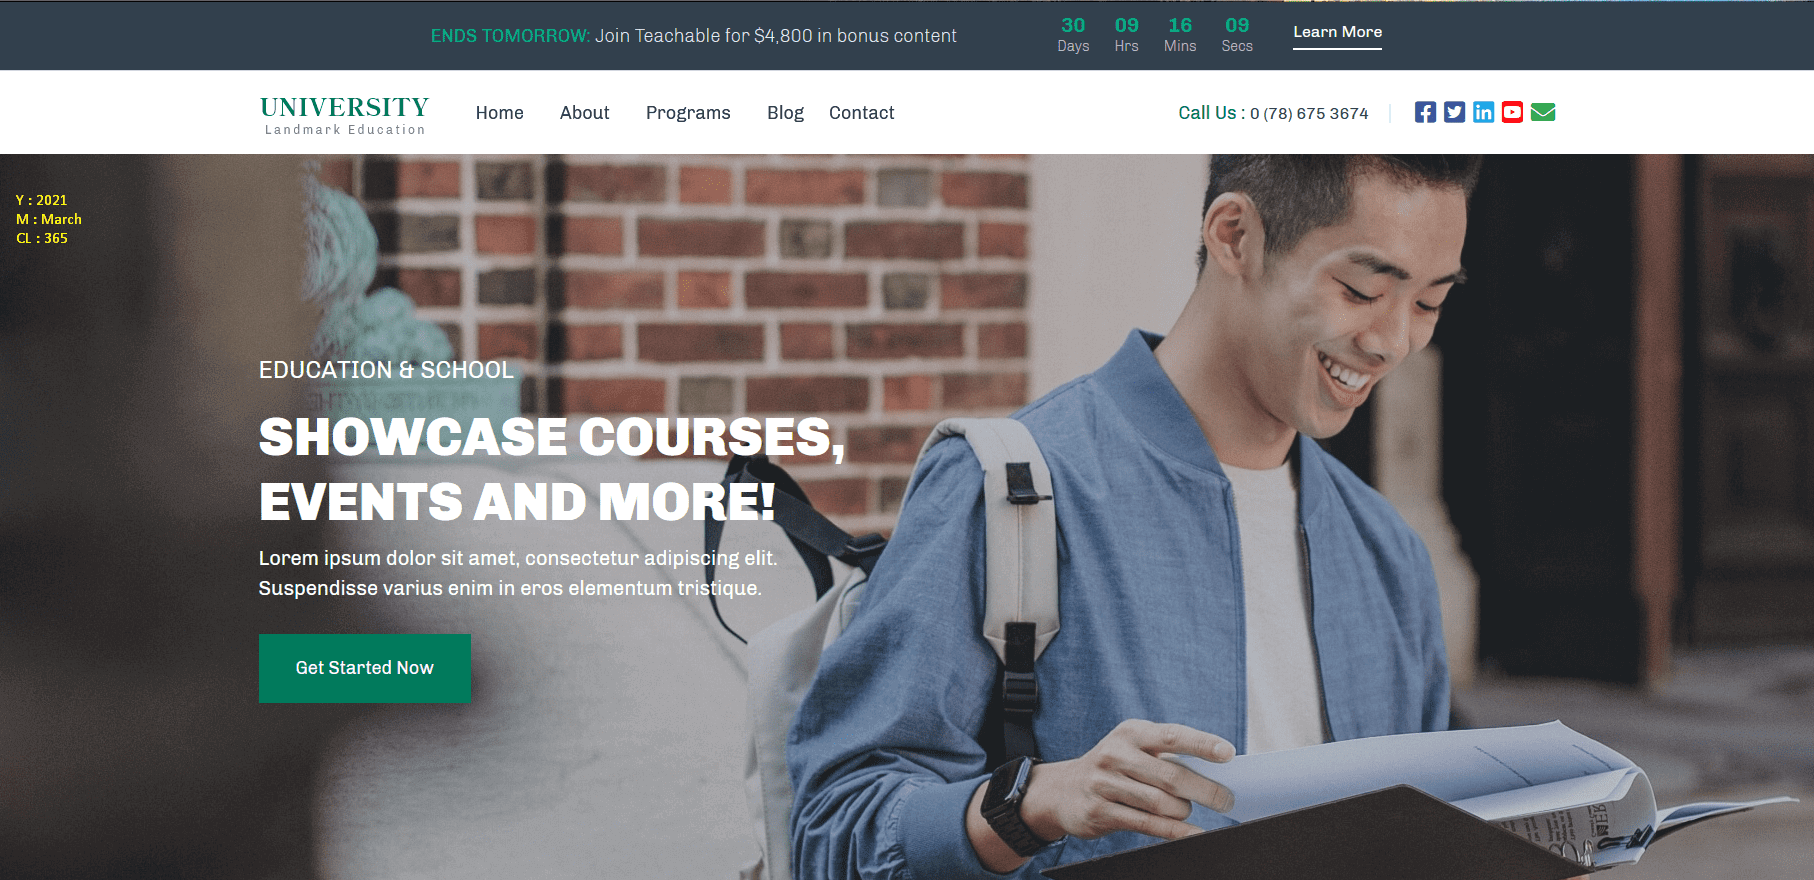 ENDS TOMORROW: Join Teachable for $4,800 in bonus content
30 09 16 09
Days Hrs Mins Secs
Learn More
UNIVERSITY
Landmark Education
Home About Programs Blog Contact
Call Us : 0 (78) 675 3674
Y : 2021
M : March
CL : 365
EDUCATION & SCHOOL
SHOWCASE COURSES,
EVENTS AND MORE!
Lorem ipsum dolor sit amet, consectetur adipiscing elit.
Suspendisse varius enim in eros elementum tristique.
Get Started Now